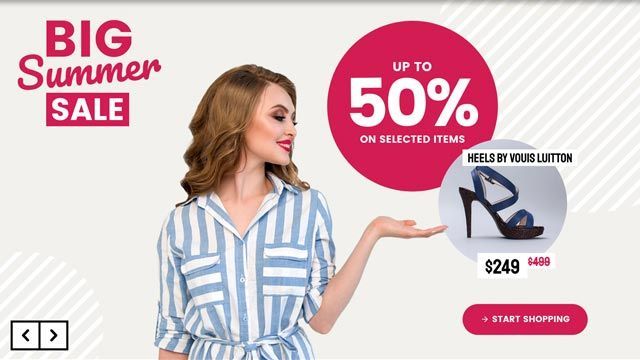 BIG
Summer
SALE
UP TO
50%
ON SELECTED ITEMS
HEELS BY VOUIS LUITTON
$249 $499
→ START SHOPPING